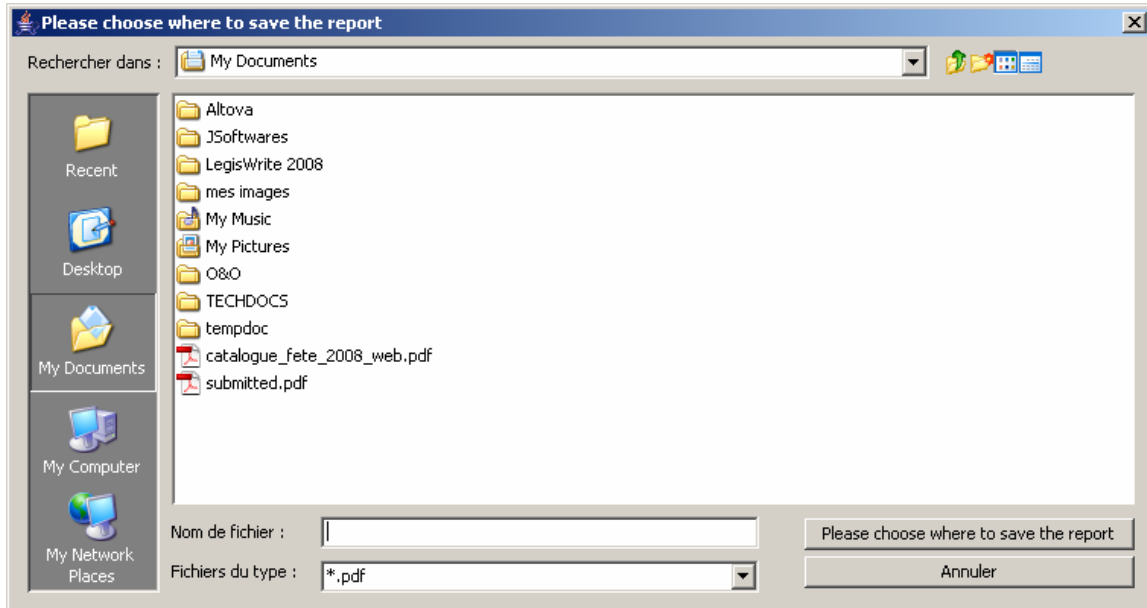 Please choose where to save the report
Rechercher dans :
My Documents
Recent
Desktop
My Documents
My Computer
My Network
Places
Altova
JSoftwares
LegisWrite 2008
mes images
My Music
My Pictures
O&O
TECHDOCS
tempdoc
catalogue_fete_2008_web.pdf
submitted.pdf
Nom de fichier :
Please choose where to save the report
Fichiers du type :
*.pdf
Annuler